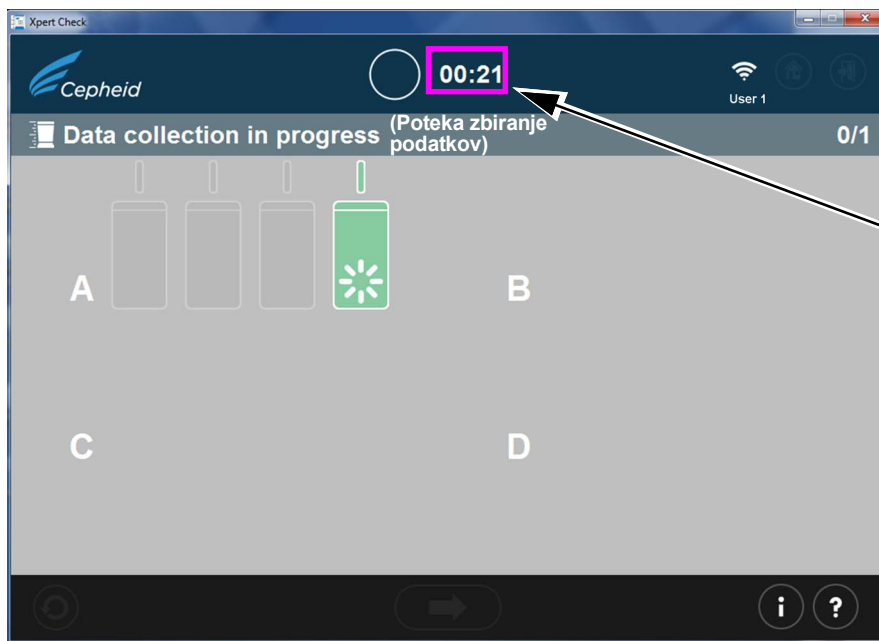 Xpert Check
Cepheid
00:21
User 1
Data collection in progress (Poteka zbiranje
podatkov)
0/1
A
B
C
D
i ?